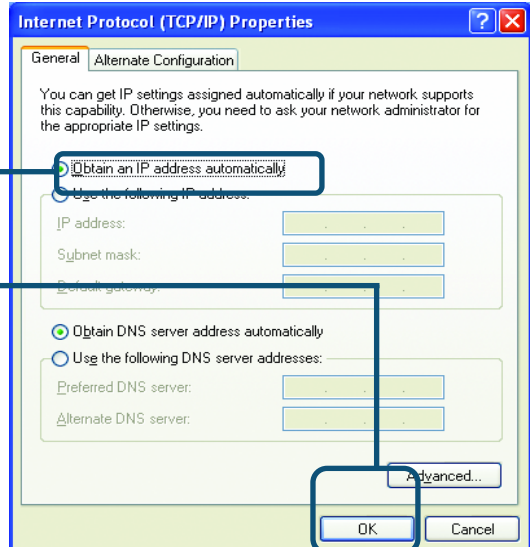 Internet Protocol (TCP/IP) Properties
General
Alternate Configuration
You can get IP settings assigned automatically if your network supports
this capability. Otherwise, you need to ask your network administrator for
the appropriate IP settings.
Obtain an IP address automatically
Use the following IP address:
IP address:
Subnet mask:
Default gateway:
Obtain DNS server address automatically
Use the following DNS server addresses:
Preferred DNS server:
Alternate DNS server:
Advanced...
OK
Cancel